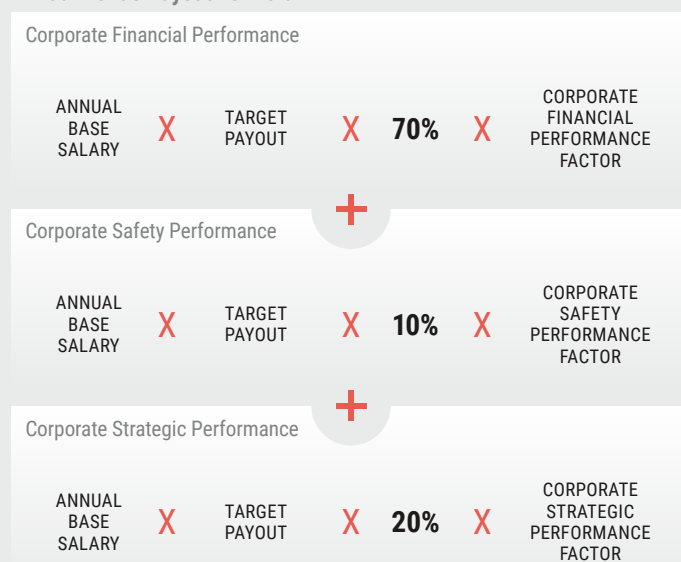 Corporate Financial Performance
ANNUAL
BASE
SALARY
X
TARGET
PAYOUT
X
70%
X
CORPORATE
FINANCIAL
PERFORMANCE
FACTOR
+
Corporate Safety Performance
ANNUAL
BASE
SALARY
X
TARGET
PAYOUT
X
10%
X
CORPORATE
SAFETY
PERFORMANCE
FACTOR
+
Corporate Strategic Performance
ANNUAL
BASE
SALARY
X
TARGET
PAYOUT
X
20%
X
CORPORATE
STRATEGIC
PERFORMANCE
FACTOR